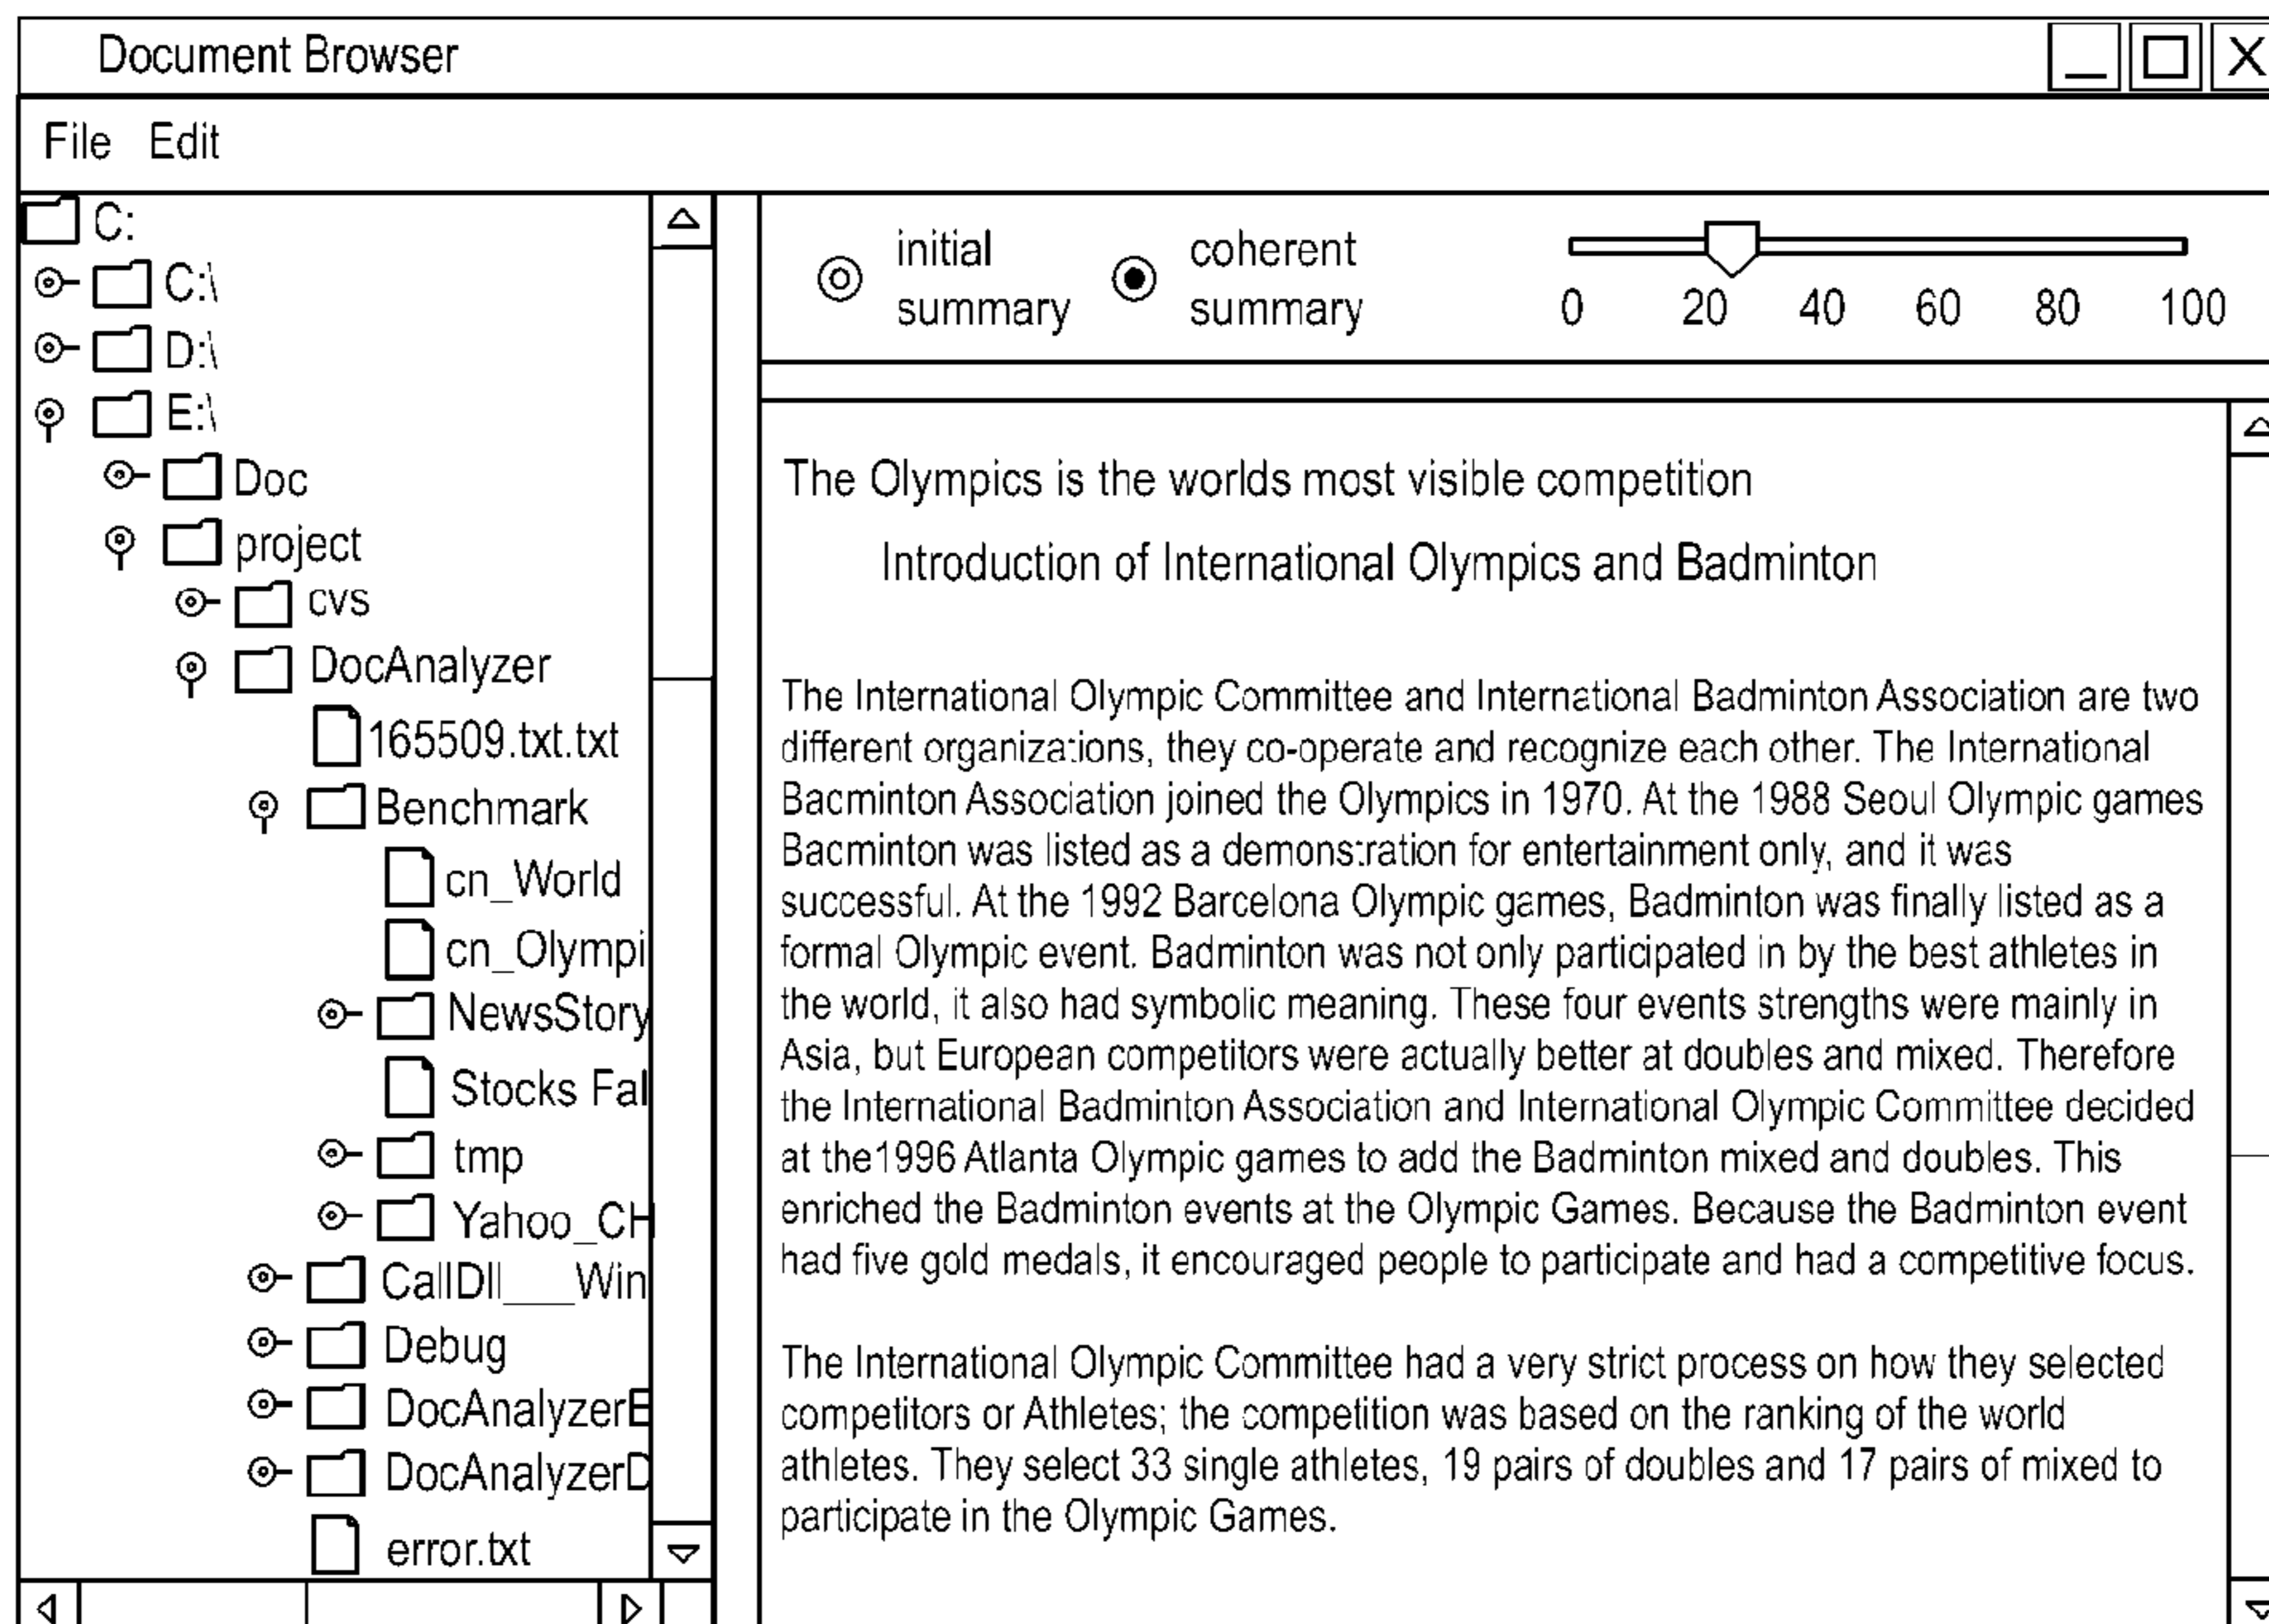 Document Browser
File Edit
C:
C:\
D:\
E:\
Doc
project
cvs
DocAnalyzer
165509.txt.txt
Benchmark
cn_World
cn_Olympi
NewsStory
Stocks Fal
tmp
Yahoo_CH
CallDll___Win
Debug
DocAnalyzerE
DocAnalyzerD
error.txt
initial
summary
coherent
summary
0 20 40 60 80 100
The Olympics is the worlds most visible competition
Introduction of International Olympics and Badminton
The International Olympic Committee and International Badminton Association are two
different organizations, they co-operate and recognize each other. The International
Badminton Association joined the Olympics in 1970. At the 1988 Seoul Olympic games
Badminton was listed as a demonstration for entertainment only, and it was
successful. At the 1992 Barcelona Olympic games, Badminton was finally listed as a
formal Olympic event. Badminton was not only participated in by the best athletes in
the world, it also had symbolic meaning. These four events strengths were mainly in
Asia, but European competitors were actually better at doubles and mixed. Therefore
the International Badminton Association and International Olympic Committee decided
at the1996 Atlanta Olympic games to add the Badminton mixed and doubles. This
enriched the Badminton events at the Olympic Games. Because the Badminton event
had five gold medals, it encouraged people to participate and had a competitive focus.
The International Olympic Committee had a very strict process on how they selected
competitors or Athletes; the competition was based on the ranking of the world
athletes. They select 33 single athletes, 19 pairs of doubles and 17 pairs of mixed to
participate in the Olympic Games.